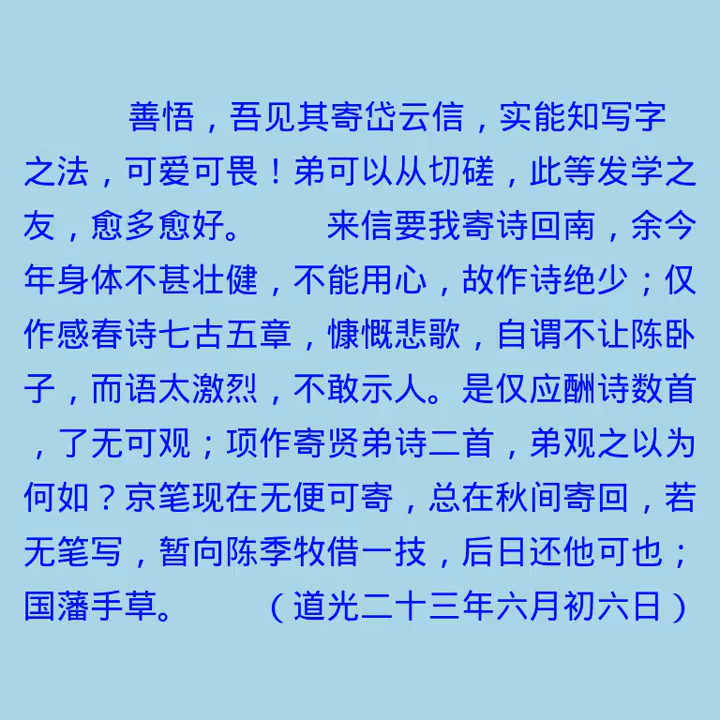 善悟，吾见其寄岱云信，实能知写字
之法，可爱可畏！弟可以从切磋，此等发学之
友，愈多愈好。　　来信要我寄诗回南，余今
年身体不甚壮健，不能用心，故作诗绝少；仅
作感春诗七古五章，慷慨悲歌，自谓不让陈卧
子，而语太激烈，不敢示人。是仅应酬诗数首
，了无可观；项作寄贤弟诗二首，弟观之以为
何如？京笔现在无便可寄，总在秋间寄回，若
无笔写，暂向陈季牧借一技，后日还他可也；
国藩手草。　　（道光二十三年六月初六日）